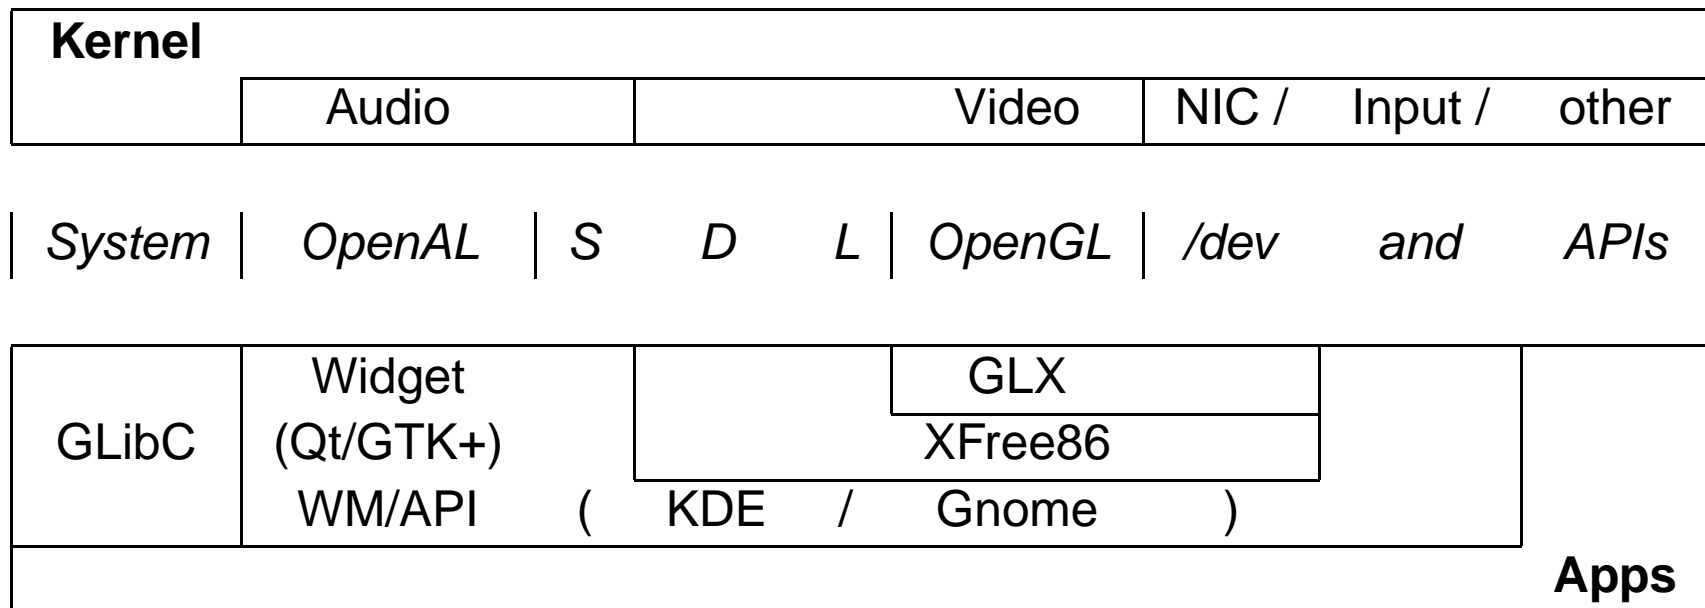 Kernel
Audio Video NIC / Input / other
System OpenAL S D L OpenGL /dev and APIs
Widget GLX
GLibC (Qt/GTK+) XFree86
WM/API ( KDE / Gnome )
Apps